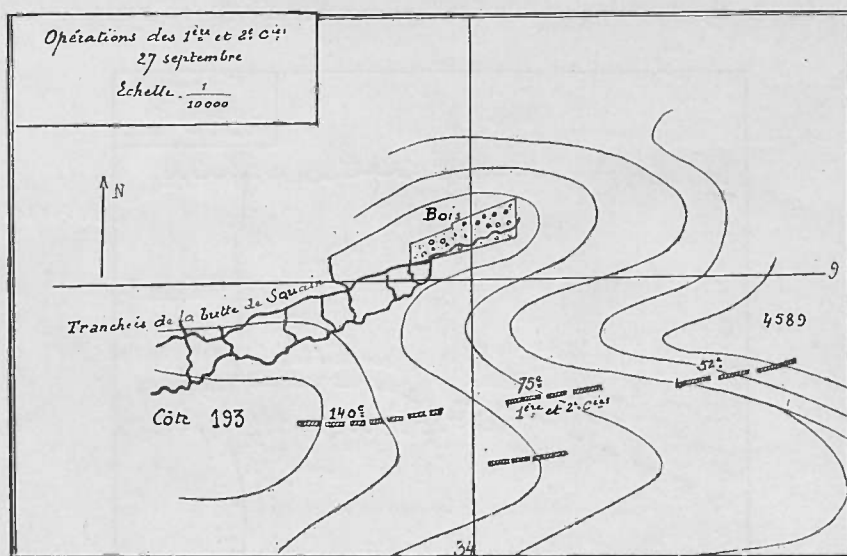 Opérations des 1ère et 2e Cies
27 septembre
Echelle 1
10000
N
Bois
9
Tranchées de la butte de Souain
4589
52e
75e
1ère et 2e Cies
140e
Côte 193
34